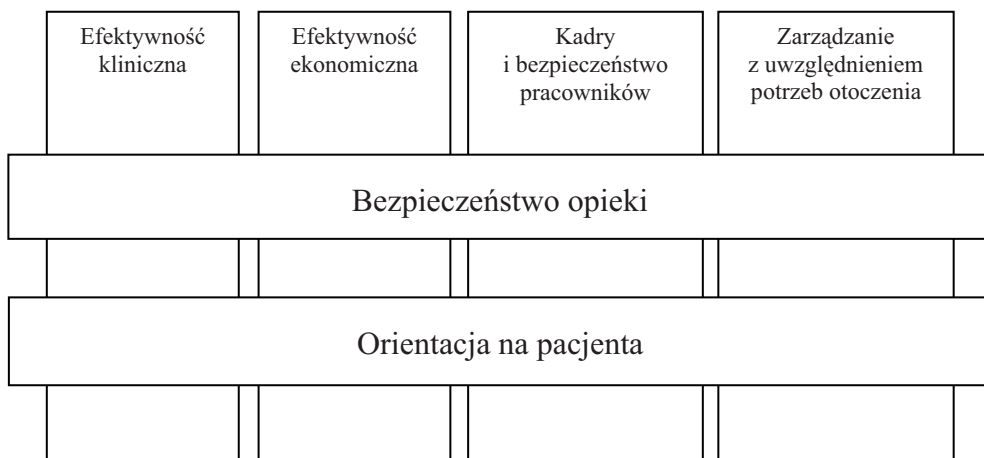 Efektywność
kliniczna
Efektywność
ekonomiczna
Kadry
i bezpieczeństwo
pracowników
Zarządzanie
z uwzględnieniem
potrzeb otoczenia
Bezpieczeństwo opieki
Orientacja na pacjenta